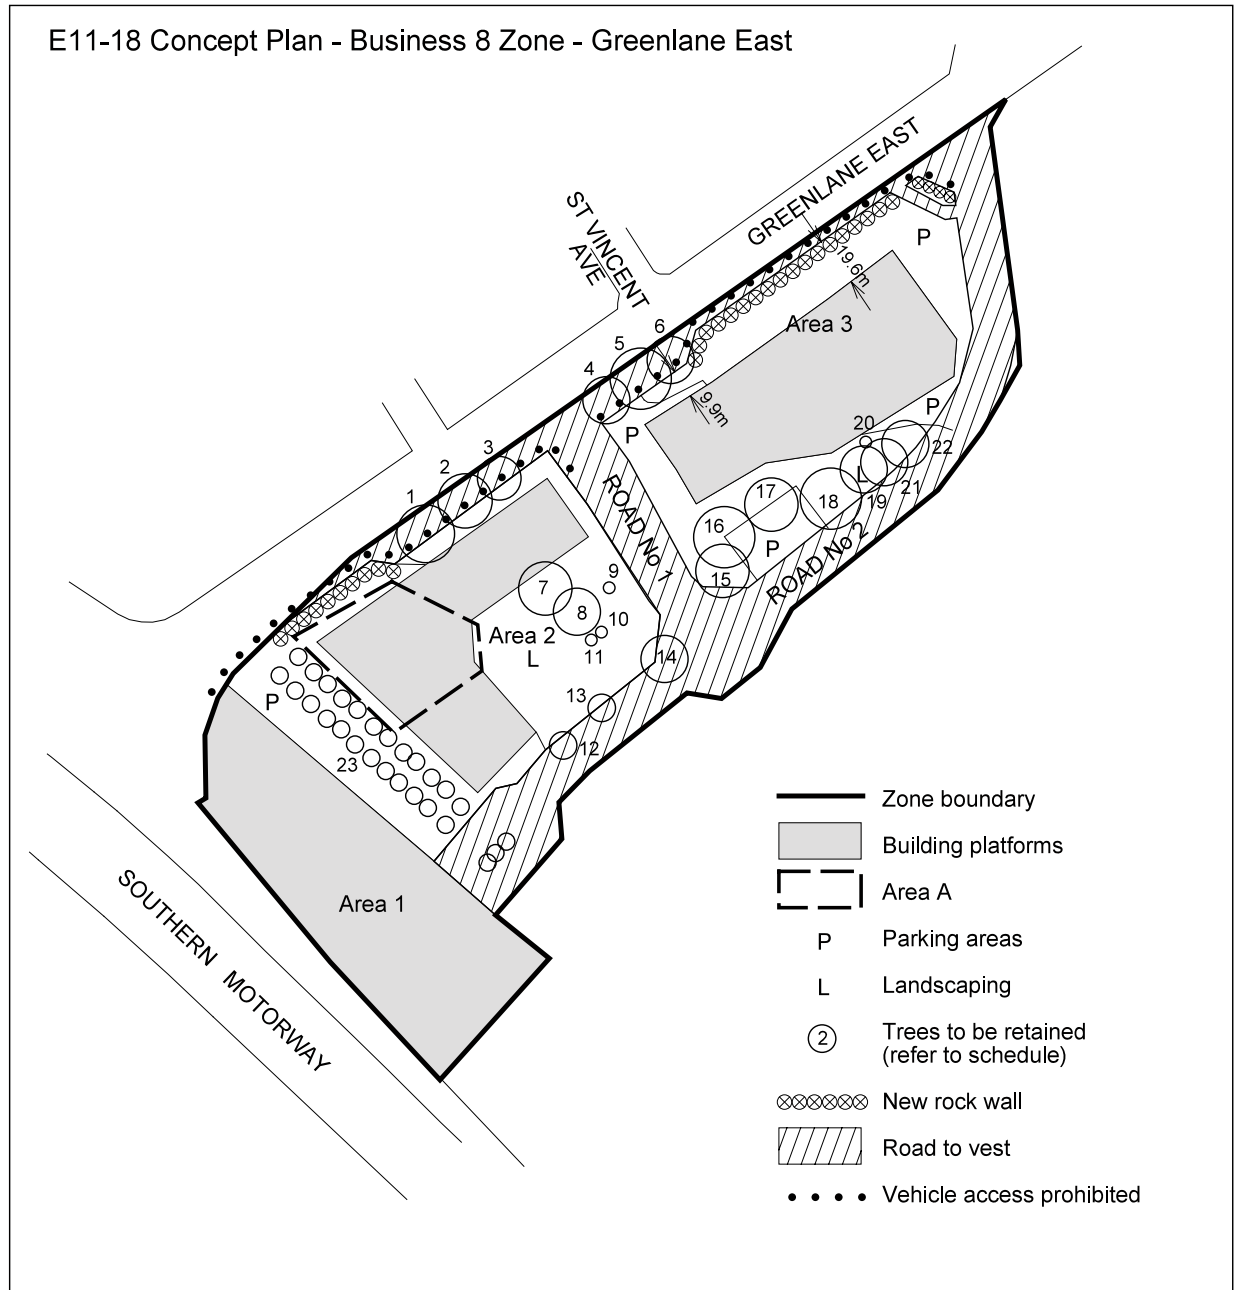 E11-18 Concept Plan - Business 8 Zone - Greenlane East
GREENLANE EAST
ST VINCENT
AVE
P
19.6m
Area 3
6
5
4
9.9m
P
P
20
22
L
21
19
18
17
16
15
P
ROAD No 1
ROAD No 2
3
2
1
7
8
9
10
11
Area 2
L
14
13
12
P
23
Area 1
SOUTHERN MOTORWAY
Zone boundary
Building platforms
Area A
P Parking areas
L Landscaping
2 Trees to be retained
(refer to schedule)
New rock wall
Road to vest
Vehicle access prohibited